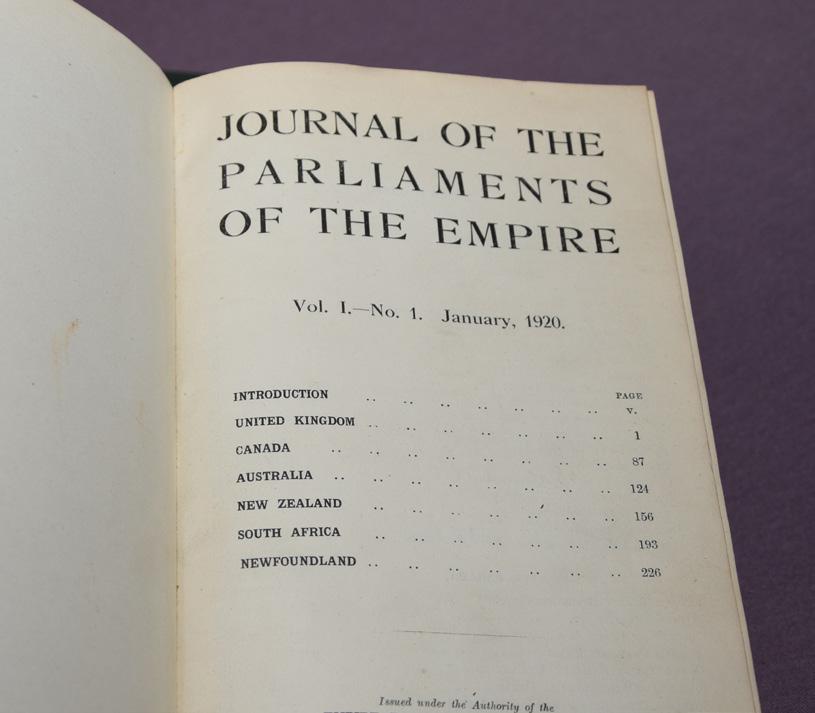 JOURNAL OF THE
PARLIAMENTS
OF THE EMPIRE
Vol. I.—No. 1. January, 1920.
PAGE
INTRODUCTION .. .. .. .. .. .. .. v.
UNITED KINGDOM .. .. .. .. .. .. .. 1
CANADA .. .. .. .. .. .. .. .. 87
AUSTRALIA .. .. .. .. .. .. .. 124
NEW ZEALAND .. .. .. .. .. .. .. 156
SOUTH AFRICA .. .. .. .. .. .. .. 193
NEWFOUNDLAND .. .. .. .. .. .. .. 226
Issued under the Authority of the